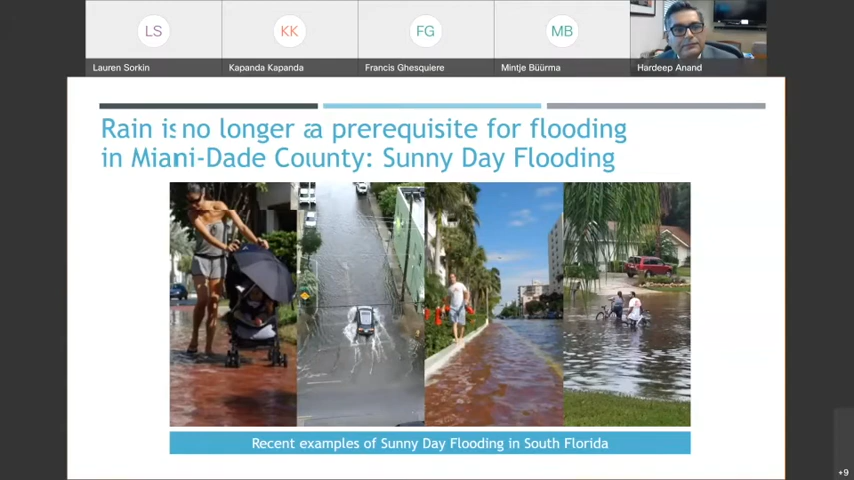 LS
KK
FG
MB
Lauren Sorkin
Kapanda Kapanda
Francis Ghesquiere
Mintje Büürma
Hardeep Anand
Rain is no longer a prerequisite for flooding
in Miami-Dade County: Sunny Day Flooding
Recent examples of Sunny Day Flooding in South Florida
+9